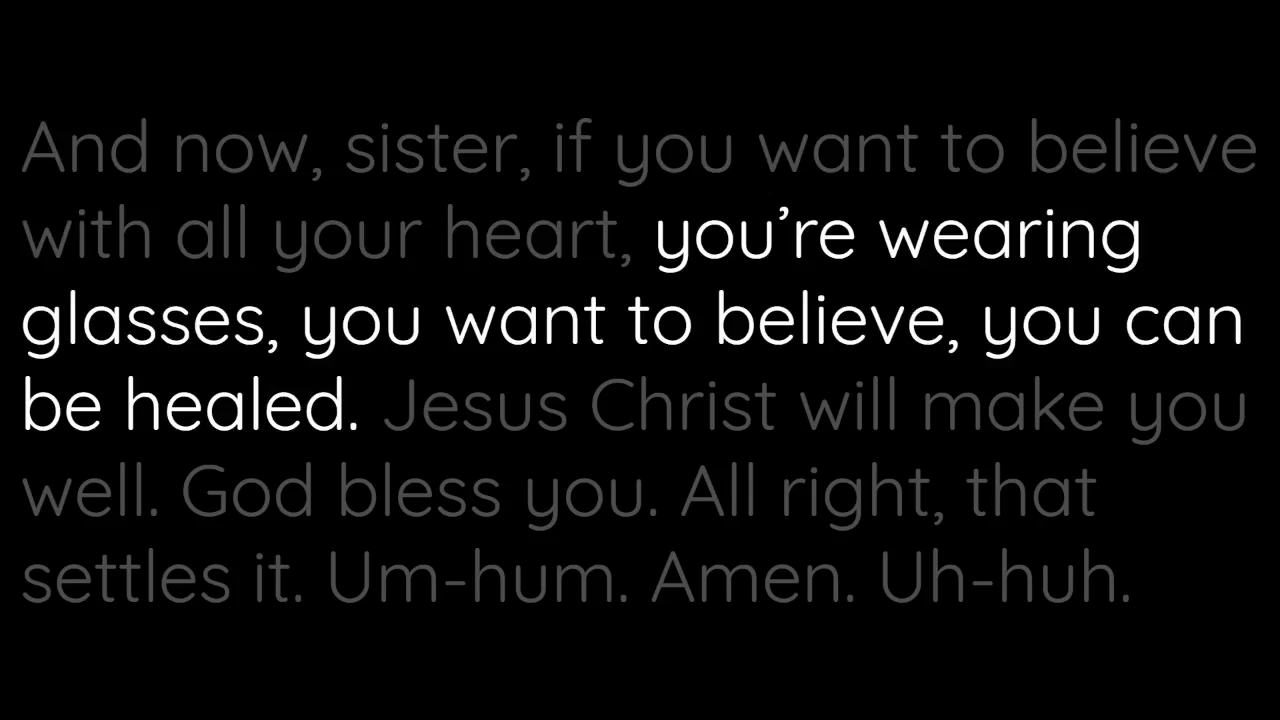 And now, sister, if you want to believe
with all your heart, you’re wearing
glasses, you want to believe, you can
be healed. Jesus Christ will make you
well. God bless you. All right, that
settles it. Um-hum. Amen. Uh-huh.